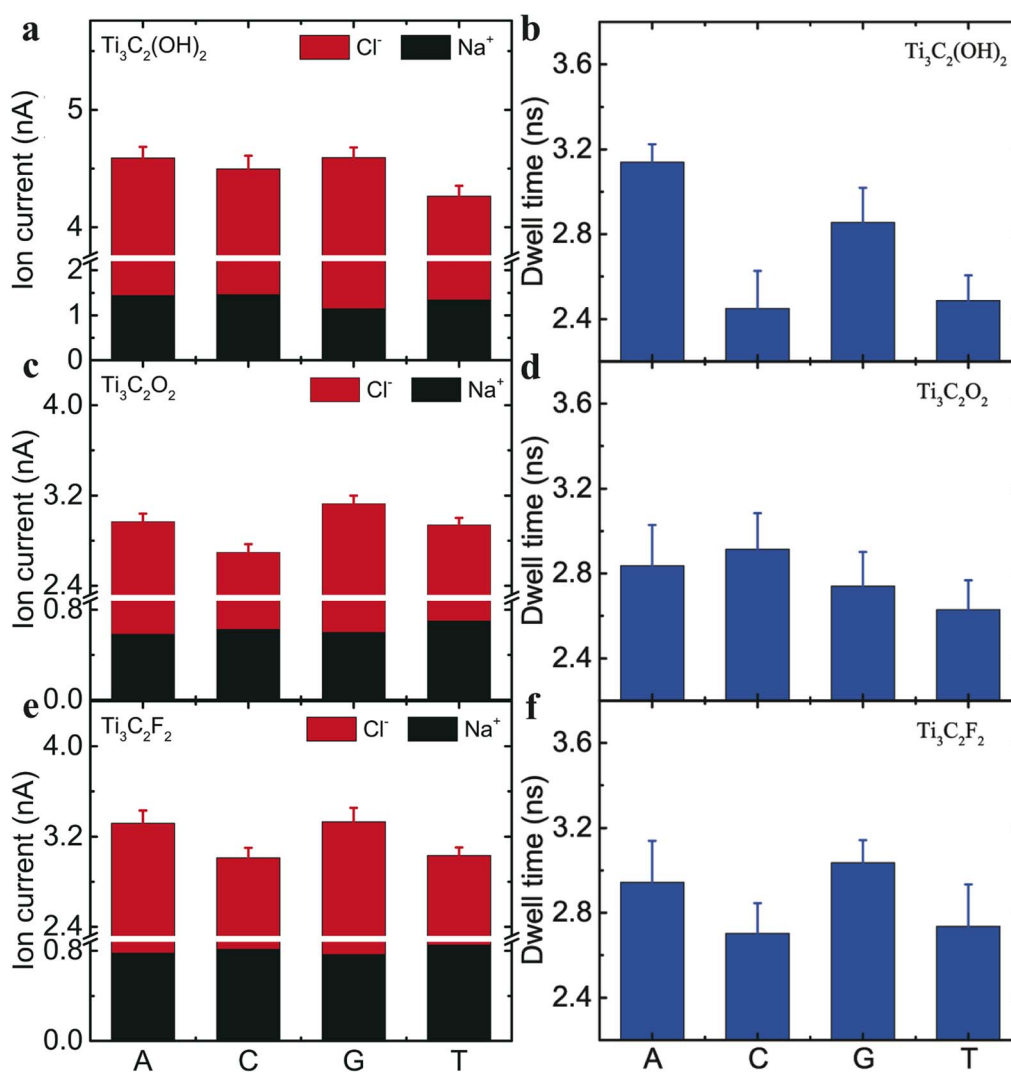 a
Ti₃C₂(OH)₂
Cl⁻
Na⁺
Ion current (nA)
5
4
2
1
0
b
Ti₃C₂(OH)₂
Dwell time (ns)
3.6
3.2
2.8
2.4
c
Ti₃C₂O₂
Cl⁻
Na⁺
Ion current (nA)
4.0
3.2
2.4
0.8
0.0
d
Ti₃C₂O₂
Dwell time (ns)
3.6
3.2
2.8
2.4
e
Ti₃C₂F₂
Cl⁻
Na⁺
Ion current (nA)
4.0
3.2
2.4
0.8
0.0
A C G T
f
Ti₃C₂F₂
Dwell time (ns)
3.6
3.2
2.8
2.4
A C G T